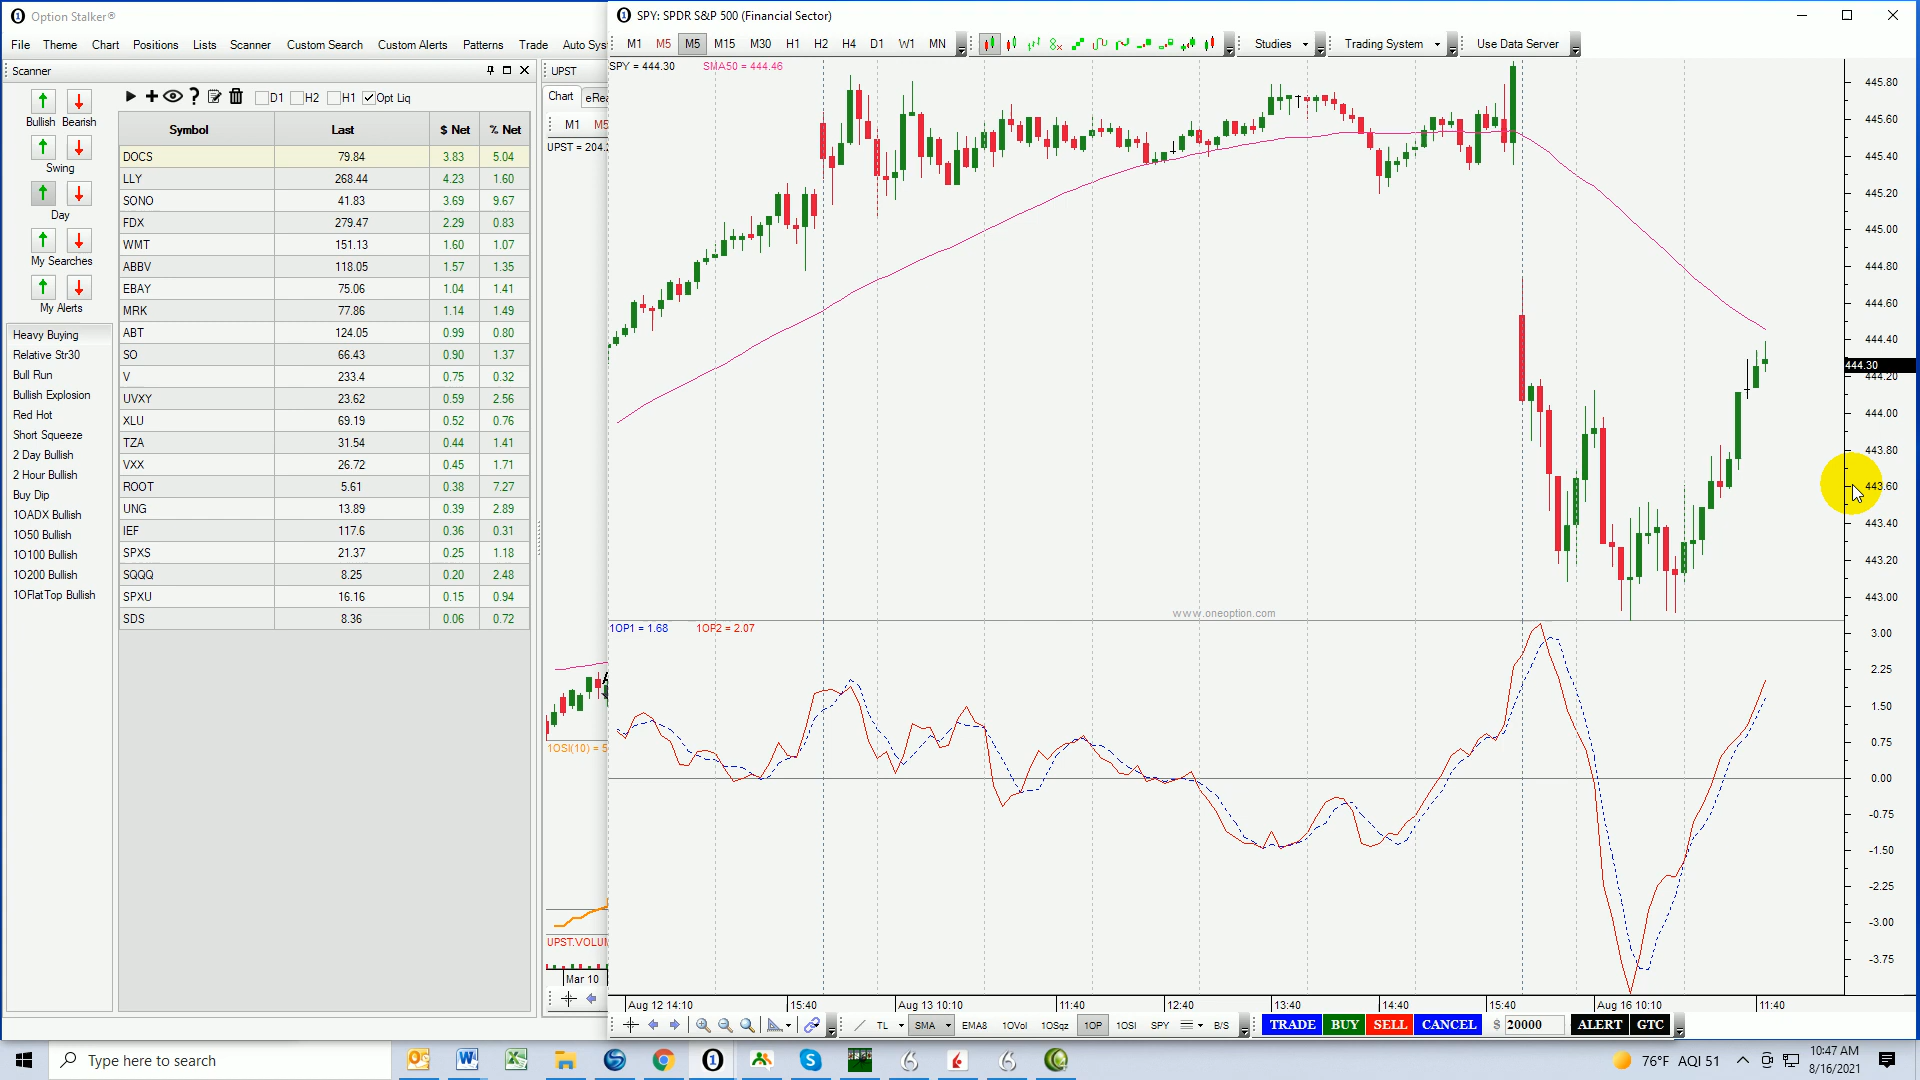 Option Stalker®
File Theme Chart Positions Lists Scanner Custom Search Custom Alerts Patterns Trade Auto Sys
Scanner
Bullish Bearish
Swing
Day
My Searches
My Alerts
D1 H2 H1 Opt Liq
Symbol Last $ Net % Net
DOCS 79.84 3.83 5.04
LLY 268.44 4.23 1.60
SONO 41.83 3.69 9.67
FDX 279.47 2.29 0.83
WMT 151.13 1.60 1.07
ABBV 118.05 1.57 1.35
EBAY 75.06 1.04 1.41
MRK 77.86 1.14 1.49
ABT 124.05 0.99 0.80
SO 66.43 0.90 1.37
V 233.4 0.75 0.32
UVXY 23.62 0.59 2.56
XLU 69.19 0.52 0.76
TZA 31.54 0.44 1.41
VXX 26.72 0.45 1.71
ROOT 5.61 0.38 7.27
UNG 13.89 0.39 2.89
IEF 117.6 0.36 0.31
SPXS 21.37 0.25 1.18
SQQQ 8.25 0.20 2.48
SPXU 16.16 0.15 0.94
SDS 8.36 0.06 0.72
Heavy Buying
Relative Str30
Bull Run
Bullish Explosion
Red Hot
Short Squeeze
2 Day Bullish
2 Hour Bullish
Buy Dip
1OADX Bullish
1O50 Bullish
1O100 Bullish
1O200 Bullish
1OFlatTop Bullish
UPST
Chart eRea
M1 M5
UPST = 204.2
1OSI(10) = 5
UPST.VOLUM
Mar 10
SPY: SPDR S&P 500 (Financial Sector)
M1 M5 M5 M15 M30 H1 H2 H4 D1 W1 MN Studies Trading System Use Data Server
SPY = 444.30 SMA50 = 444.46
445.80
445.60
445.40
445.20
445.00
444.80
444.60
444.40
444.30
444.20
444.00
443.80
443.60
443.40
443.20
443.00
www.oneoption.com
1OP1 = 1.68 1OP2 = 2.07
3.00
2.25
1.50
0.75
0.00
-0.75
-1.50
-2.25
-3.00
-3.75
Aug 12 14:10 15:40 Aug 13 10:10 11:40 12:40 13:40 14:40 15:40 Aug 16 10:10 11:40
TL SMA EMA8 1OVol 1OSqz 1OP 1OSI SPY B/S TRADE BUY SELL CANCEL $ 20000 ALERT GTC
Type here to search
76°F AQI 51
10:47 AM
8/16/2021